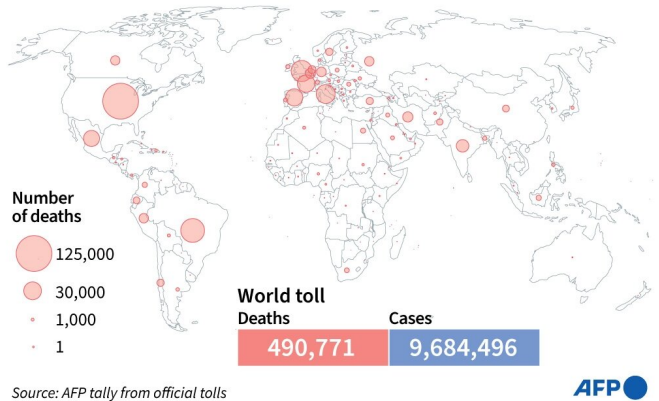 Number
of deaths
125,000
30,000
1,000
1
World toll
Deaths Cases
490,771 9,684,496
Source: AFP tally from official tolls
AFP